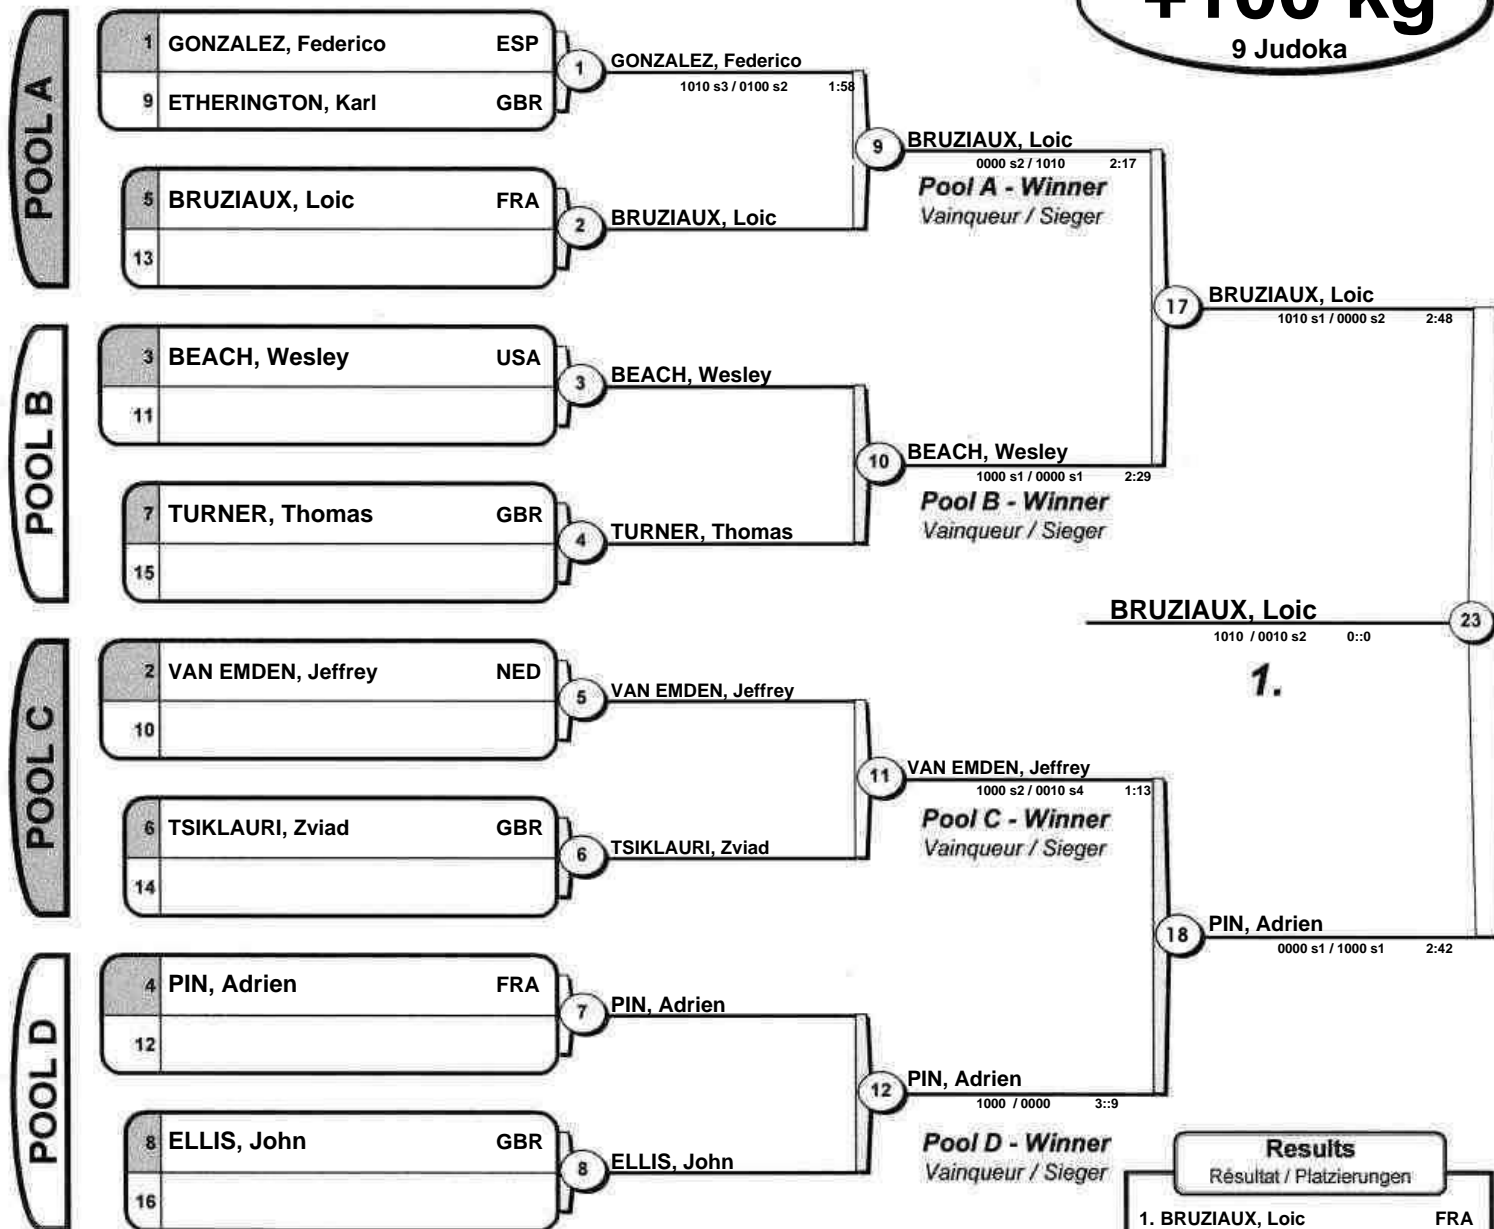 +100 kg
9 Judoka
POOL A
1 GONZALEZ, Federico ESP
9 ETHERINGTON, Karl GBR
1
GONZALEZ, Federico
1010 s3 / 0100 s2 1:58
5 BRUZIAUX, Loic FRA
13
2
BRUZIAUX, Loic
9
BRUZIAUX, Loic
0000 s2 / 1010 2:17
Pool A - Winner
Vainqueur / Sieger
POOL B
3 BEACH, Wesley USA
11
3
BEACH, Wesley
7 TURNER, Thomas GBR
15
4
TURNER, Thomas
10
BEACH, Wesley
1000 s1 / 0000 s1 2:29
Pool B - Winner
Vainqueur / Sieger
17
BRUZIAUX, Loic
1010 s1 / 0000 s2 2:48
BRUZIAUX, Loic
1010 / 0010 s2 0::0
23
1.
POOL C
2 VAN EMDEN, Jeffrey NED
10
5
VAN EMDEN, Jeffrey
6 TSIKLAURI, Zviad GBR
14
6
TSIKLAURI, Zviad
11
VAN EMDEN, Jeffrey
1000 s2 / 0010 s4 1:13
Pool C - Winner
Vainqueur / Sieger
18
PIN, Adrien
0000 s1 / 1000 s1 2:42
POOL D
4 PIN, Adrien FRA
12
7
PIN, Adrien
8 ELLIS, John GBR
16
8
ELLIS, John
12
PIN, Adrien
1000 / 0000 3::9
Pool D - Winner
Vainqueur / Sieger
Results
Résultat / Platzierungen
1. BRUZIAUX, Loic FRA